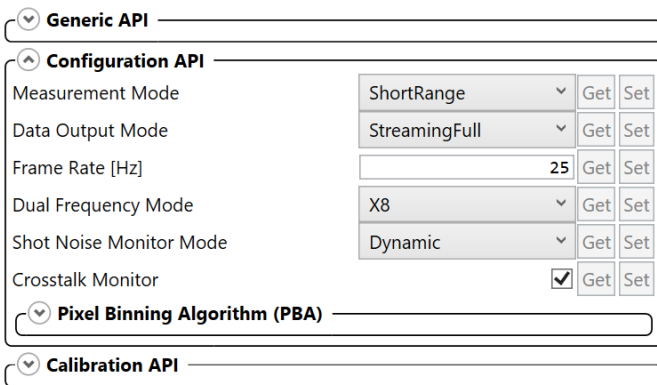 Generic API
Configuration API
Measurement Mode ShortRange Get Set
Data Output Mode StreamingFull Get Set
Frame Rate [Hz] 25 Get Set
Dual Frequency Mode X8 Get Set
Shot Noise Monitor Mode Dynamic Get Set
Crosstalk Monitor Get Set
Pixel Binning Algorithm (PBA)
Calibration API